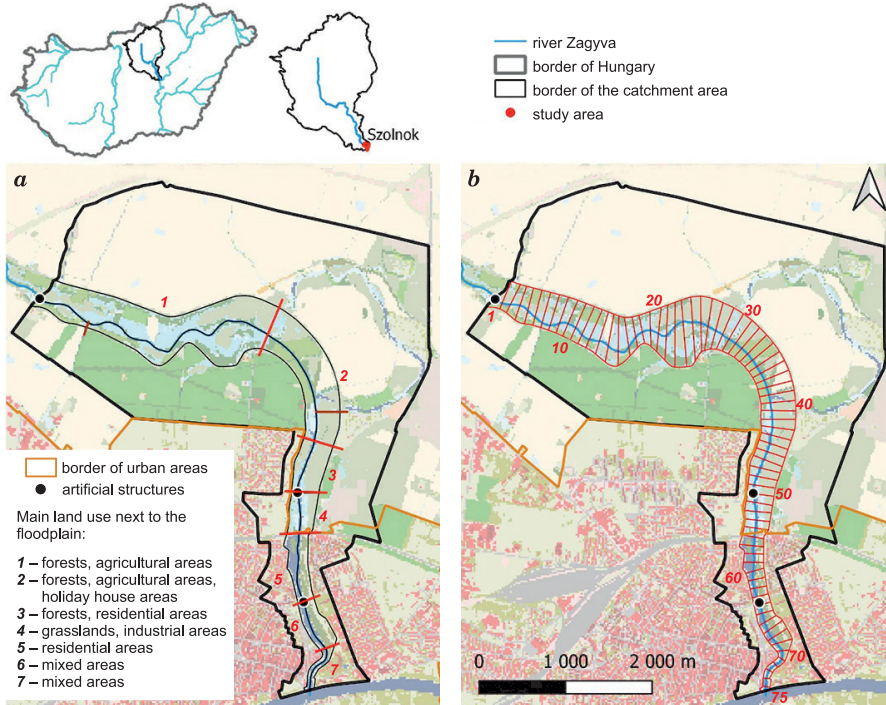 Szolnok
river Zagyva
border of Hungary
border of the catchment area
study area
a
1
2
3
4
5
6
7
border of urban areas
artificial structures
Main land use next to the
floodplain:
1 – forests, agricultural areas
2 – forests, agricultural areas,
holiday house areas
3 – forests, residential areas
4 – grasslands, industrial areas
5 – residential areas
6 – mixed areas
7 – mixed areas
b
1
10
20
30
40
50
60
70
75
0 1 000 2 000 m